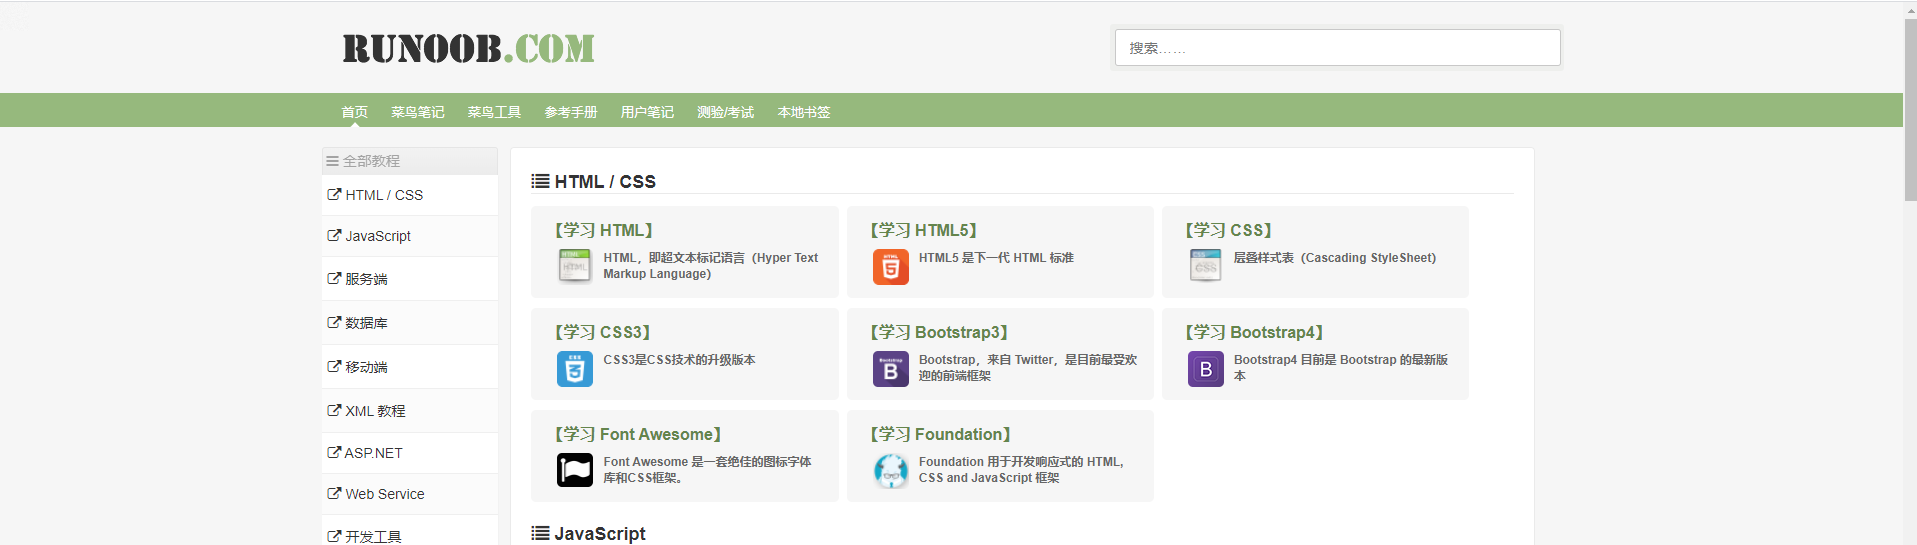 RUNOOB.COM
搜索……
首页 菜鸟笔记 菜鸟工具 参考手册 用户笔记 测验/考试 本地书签
全部教程
HTML / CSS
JavaScript
服务端
数据库
移动端
XML 教程
ASP.NET
Web Service
开发工具
HTML / CSS
【学习 HTML】
HTML
HTML，即超文本标记语言（Hyper Text
Markup Language）
【学习 HTML5】
HTML
5
HTML5 是下一代 HTML 标准
【学习 CSS】
CSS
层叠样式表（Cascading StyleSheet）
【学习 CSS3】
CSS
3
CSS3是CSS技术的升级版本
【学习 Bootstrap3】
Bootstrap
B
Bootstrap，来自 Twitter，是目前最受欢
迎的前端框架
【学习 Bootstrap4】
B
Bootstrap4 目前是 Bootstrap 的最新版
本
【学习 Font Awesome】
Font Awesome 是一套绝佳的图标字体
库和CSS框架。
【学习 Foundation】
Foundation 用于开发响应式的 HTML,
CSS and JavaScript 框架
JavaScript